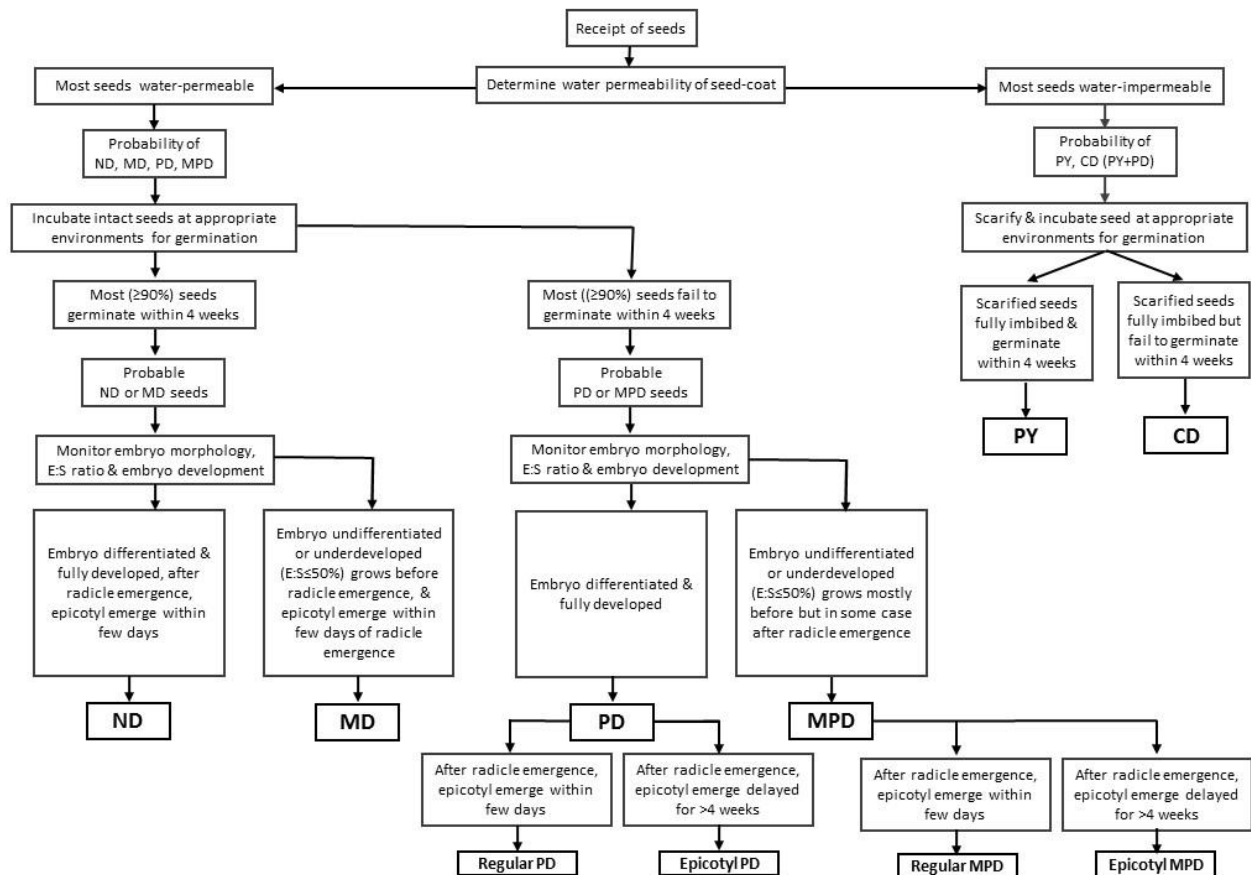 Receipt of seeds
Most seeds water-permeable
Determine water permeability of seed-coat
Most seeds water-impermeable
Probability of
ND, MD, PD, MPD
Probability of
PY, CD (PY+PD)
Incubate intact seeds at appropriate
environments for germination
Scarify & incubate seed at appropriate
environments for germination
Most (≥90%) seeds
germinate within 4 weeks
Most ((≥90%) seeds fail to
germinate within 4 weeks
Scarified seeds
fully imbibed &
germinate
within 4 weeks
Scarified seeds
fully imbibed but
fail to germinate
within 4 weeks
Probable
ND or MD seeds
Probable
PD or MPD seeds
PY
CD
Monitor embryo morphology,
E:S ratio & embryo development
Monitor embryo morphology,
E:S ratio & embryo development
Embryo differentiated &
fully developed, after
radicle emergence,
epicotyl emerge within
few days
Embryo undifferentiated
or underdeveloped
(E:S≤50%) grows before
radicle emergence, &
epicotyl emerge within
few days of radicle
emergence
Embryo differentiated &
fully developed
Embryo undifferentiated
or underdeveloped
(E:S≤50%) grows mostly
before but in some case
after radicle emergence
ND
MD
PD
MPD
After radicle emergence,
epicotyl emerge within
few days
After radicle emergence,
epicotyl emerge delayed
for >4 weeks
After radicle emergence,
epicotyl emerge within
few days
After radicle emergence,
epicotyl emerge delayed
for >4 weeks
Regular PD
Epicotyl PD
Regular MPD
Epicotyl MPD